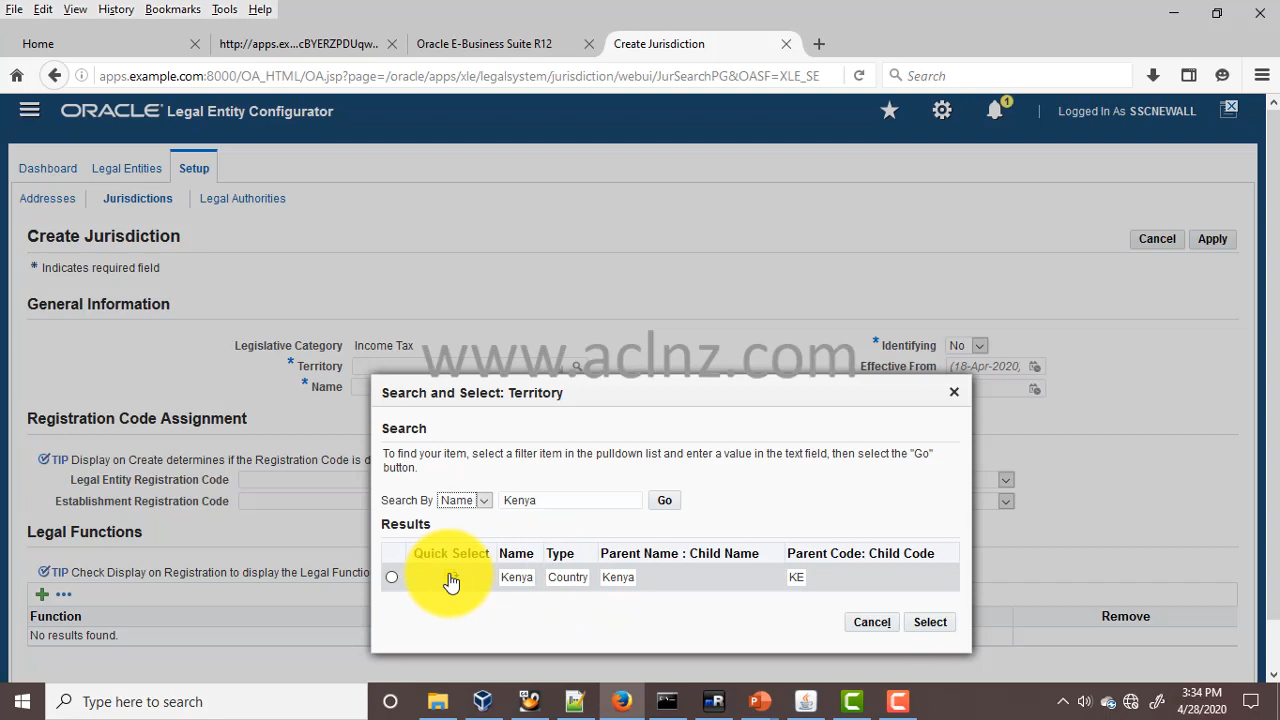 File Edit View History Bookmarks Tools Help
Home http://apps.ex...cBYERZPDUqw... Oracle E-Business Suite R12 Create Jurisdiction
apps.example.com:8000/OA_HTML/OA.jsp?page=/oracle/apps/xle/legalsystem/jurisdiction/webui/JurSearchPG&OASF=XLE_SE Search
ORACLE Legal Entity Configurator 1 Logged In As SSCNEWALL
Dashboard Legal Entities Setup
Addresses Jurisdictions Legal Authorities
Create Jurisdiction Cancel Apply
* Indicates required field
General Information
Legislative Category Income Tax * Identifying No
* Territory Effective From (18-Apr-2020,
* Name
www.aclnz.com
Search and Select: Territory
Search
To find your item, select a filter item in the pulldown list and enter a value in the text field, then select the "Go"
button.
Search By Name Kenya Go
Results
Quick Select Name Type Parent Name : Child Name Parent Code: Child Code
Kenya Country Kenya KE
Cancel Select
Registration Code Assignment
TIP Display on Create determines if the Registration Code is d
Legal Entity Registration Code
Establishment Registration Code
Legal Functions
TIP Check Display on Registration to display the Legal Functio
Function Remove
No results found.
Type here to search
3:34 PM
4/28/2020